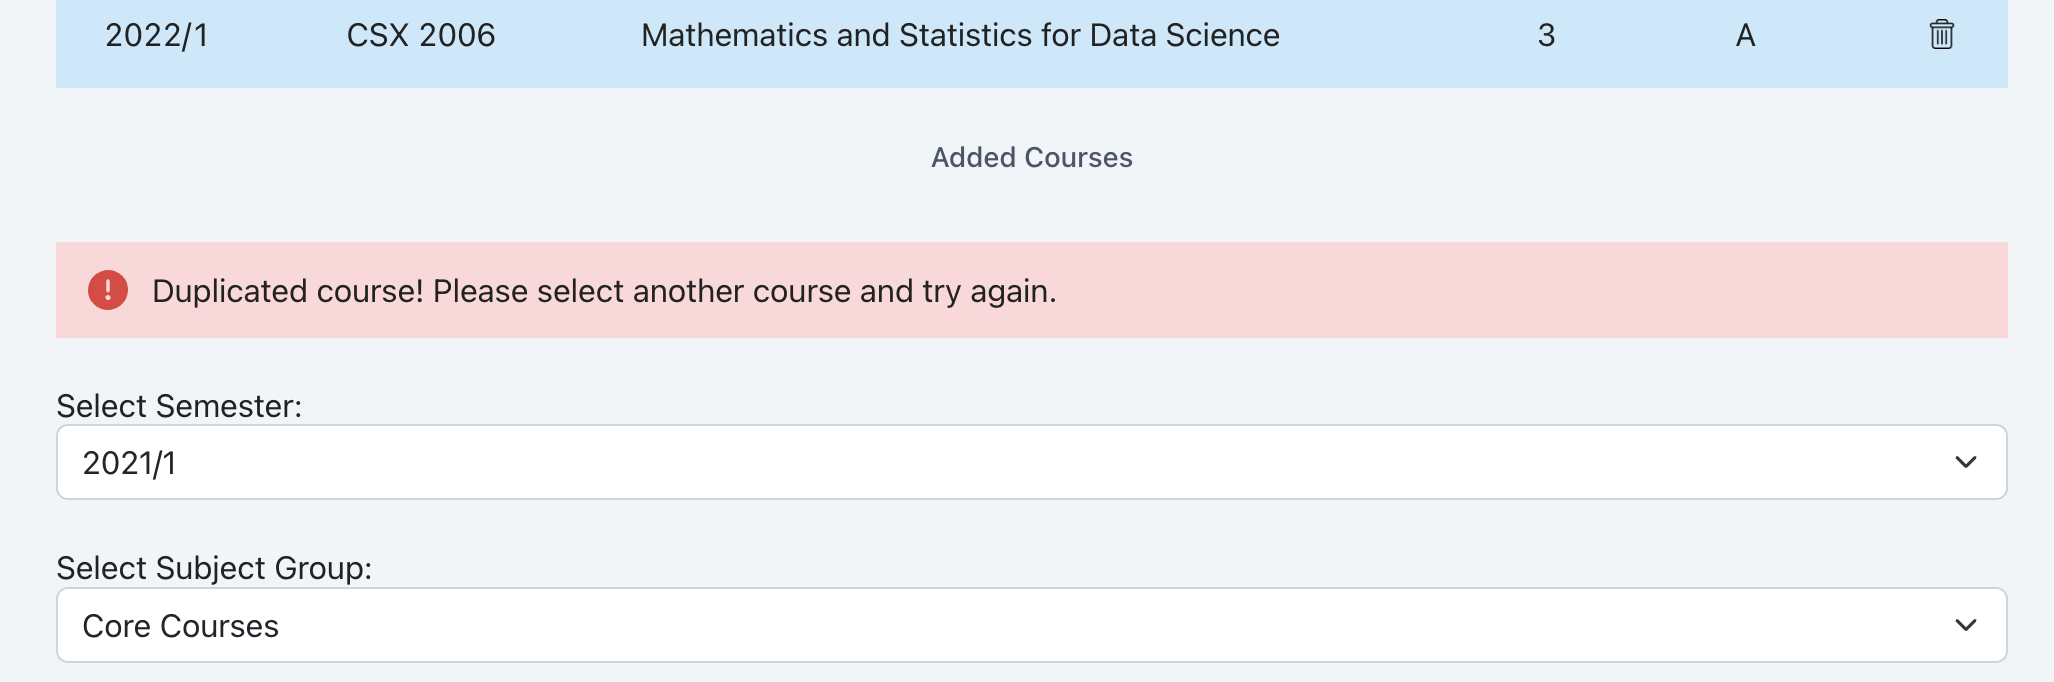 2022/1 CSX 2006 Mathematics and Statistics for Data Science 3 A
Added Courses
Duplicated course! Please select another course and try again.
Select Semester:
2021/1
Select Subject Group:
Core Courses